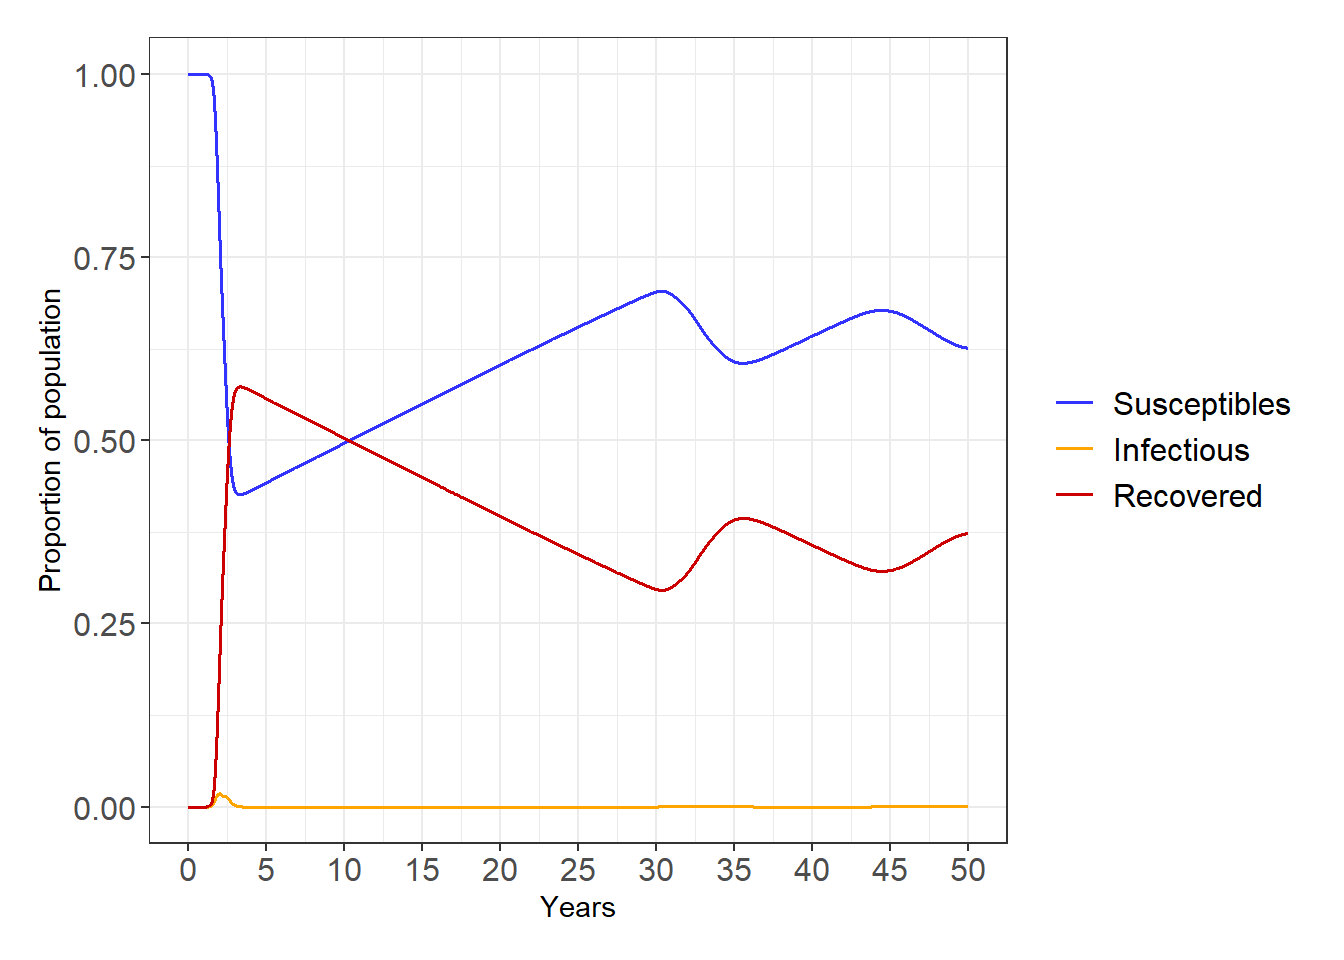 Proportion of population
1.00
0.75
0.50
0.25
0.00
0 5 10 15 20 25 30 35 40 45 50
Years
Susceptibles
Infectious
Recovered